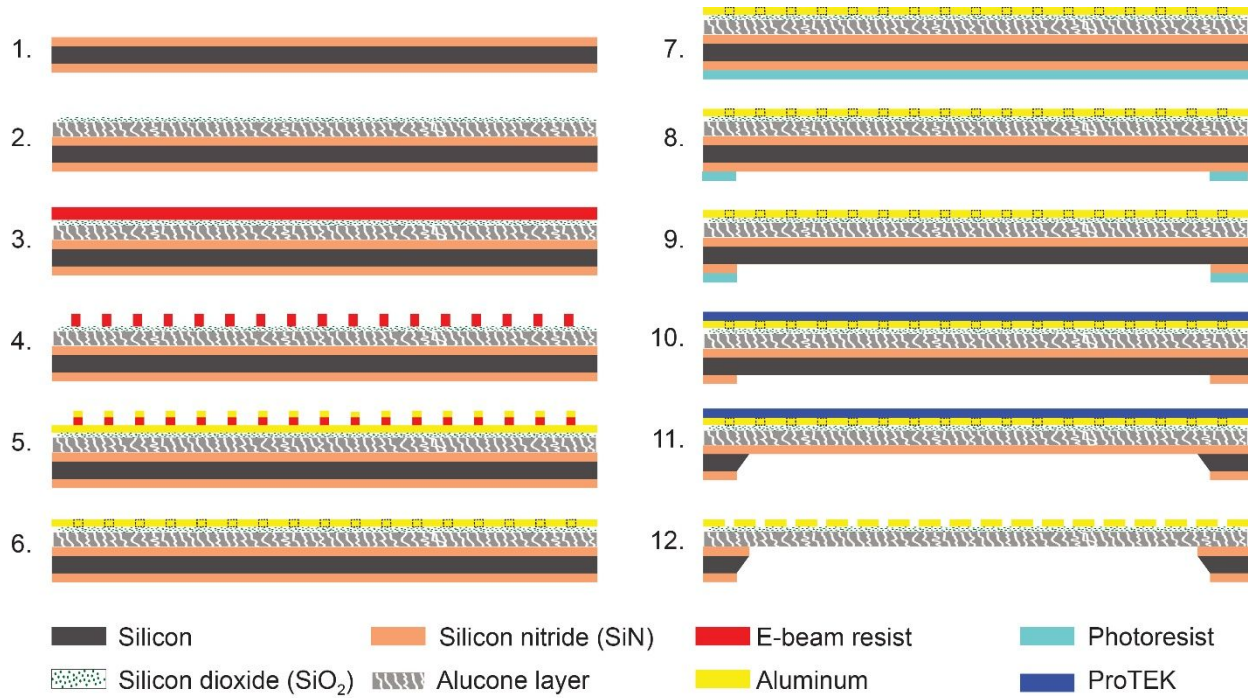 1.
2.
3.
4.
5.
6.
7.
8.
9.
10.
11.
12.
Silicon
Silicon nitride (SiN)
E-beam resist
Photoresist
Silicon dioxide (SiO₂)
Alucone layer
Aluminum
ProTEK